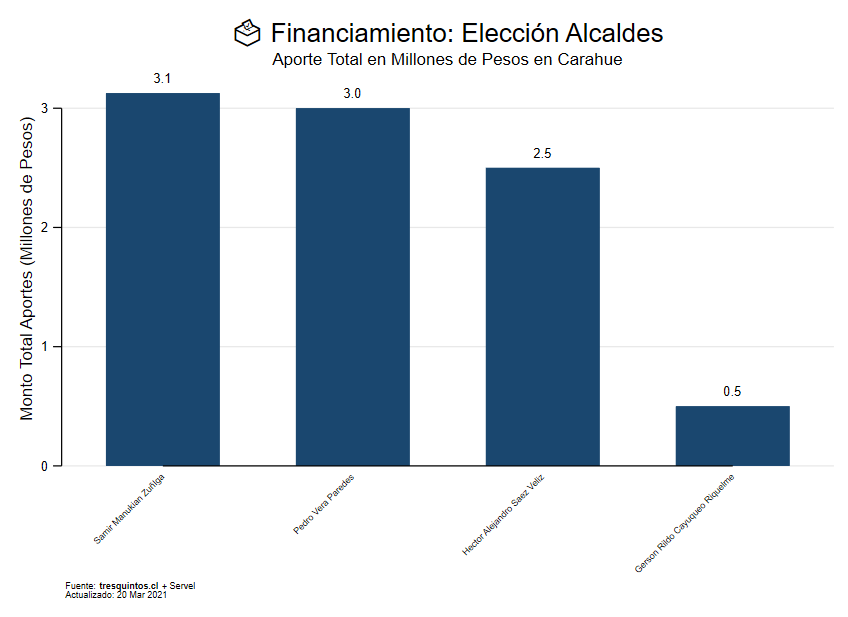 Financiamiento: Elección Alcaldes
Aporte Total en Millones de Pesos en Carahue
Monto Total Aportes (Millones de Pesos)
3
2
1
0
3.1
3.0
2.5
0.5
Samir Manukian Zuñiga
Pedro Vera Paredes
Hector Alejandro Saez Veliz
Gerson Rildo Cayuqueo Riquelme
Fuente: tresquintos.cl + Servel
Actualizado: 20 Mar 2021